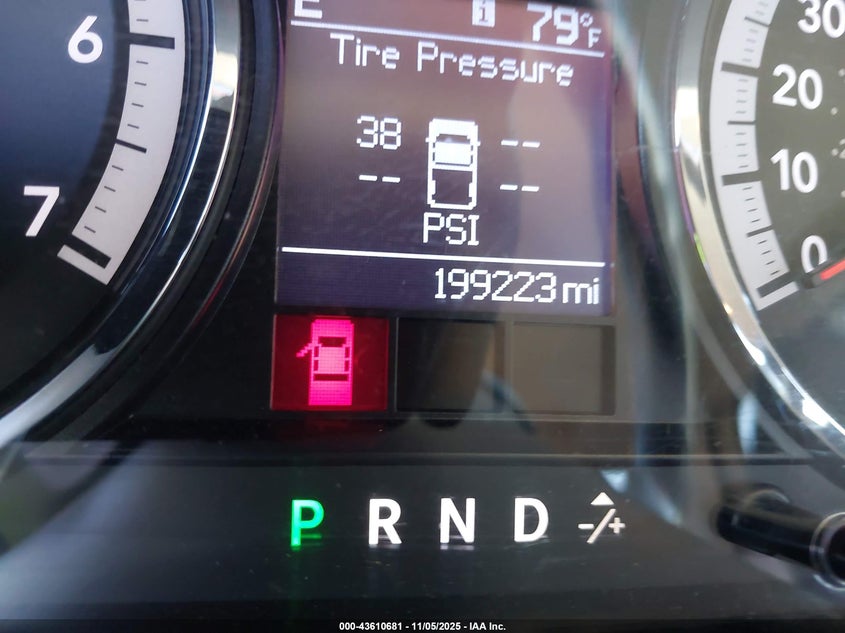 E i 79°F
Tire Pressure
38 --
-- --
PSI
199223 mi
6
7
30
20
10
0
P R N D -/+
000-43610681 - 11/05/2025 - IAA Inc.